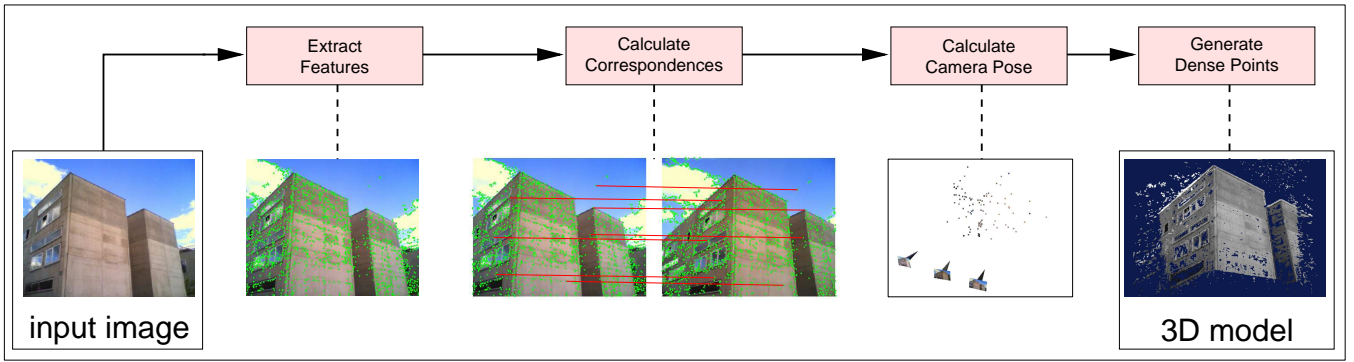 Extract
Features
Calculate
Correspondences
Calculate
Camera Pose
Generate
Dense Points
input image
3D model